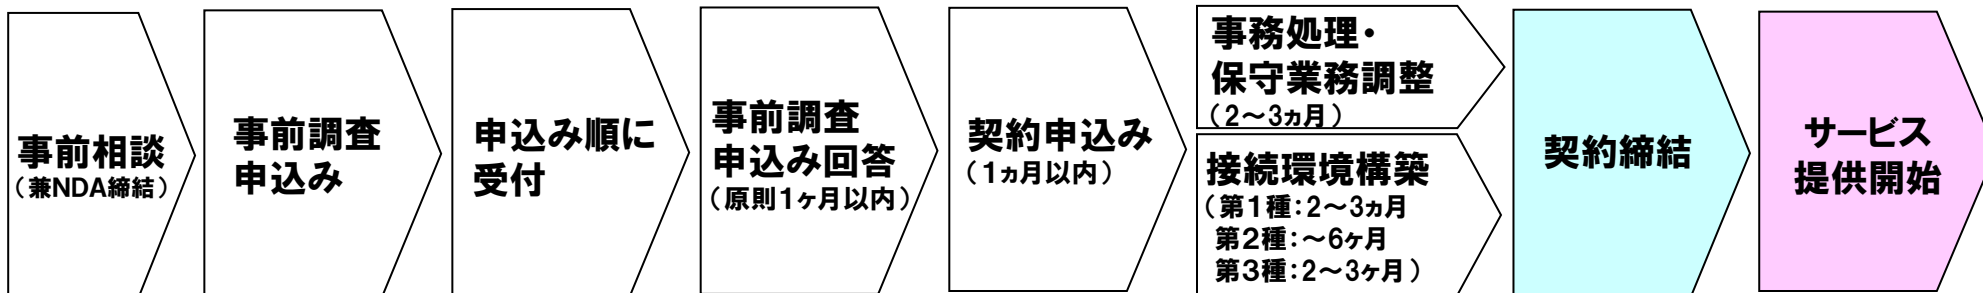 事前相談
（兼NDA締結）
事前調査
申込み
申込み順に
受付
事前調査
申込み回答
（原則1ヶ月以内）
契約申込み
（1ヵ月以内）
事務処理・
保守業務調整
（2～3ヵ月）
接続環境構築
（第1種：2～3ヵ月
第2種：～6ヶ月
第3種：2～3ヶ月）
契約締結
サービス
提供開始